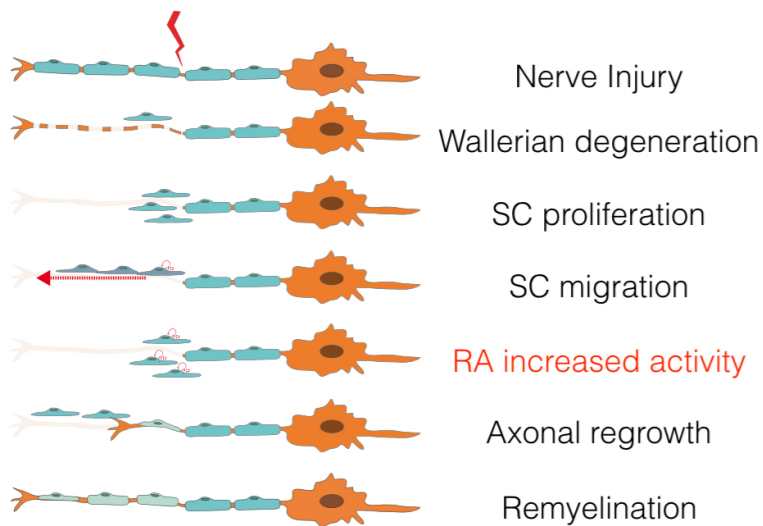 Nerve Injury
Wallerian degeneration
SC proliferation
SC migration
RA increased activity
Axonal regrowth
Remyelination